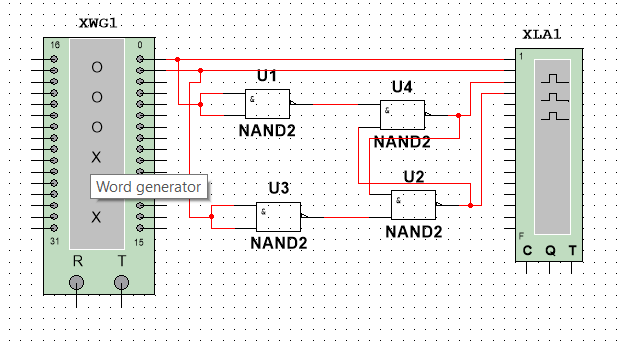 XWG1
XLA1
16 0
O
O
O
X
X
31 15
R T
Word generator
U1
&
NAND2
U4
&
NAND2
U3
&
NAND2
U2
&
NAND2
1
F
C Q T